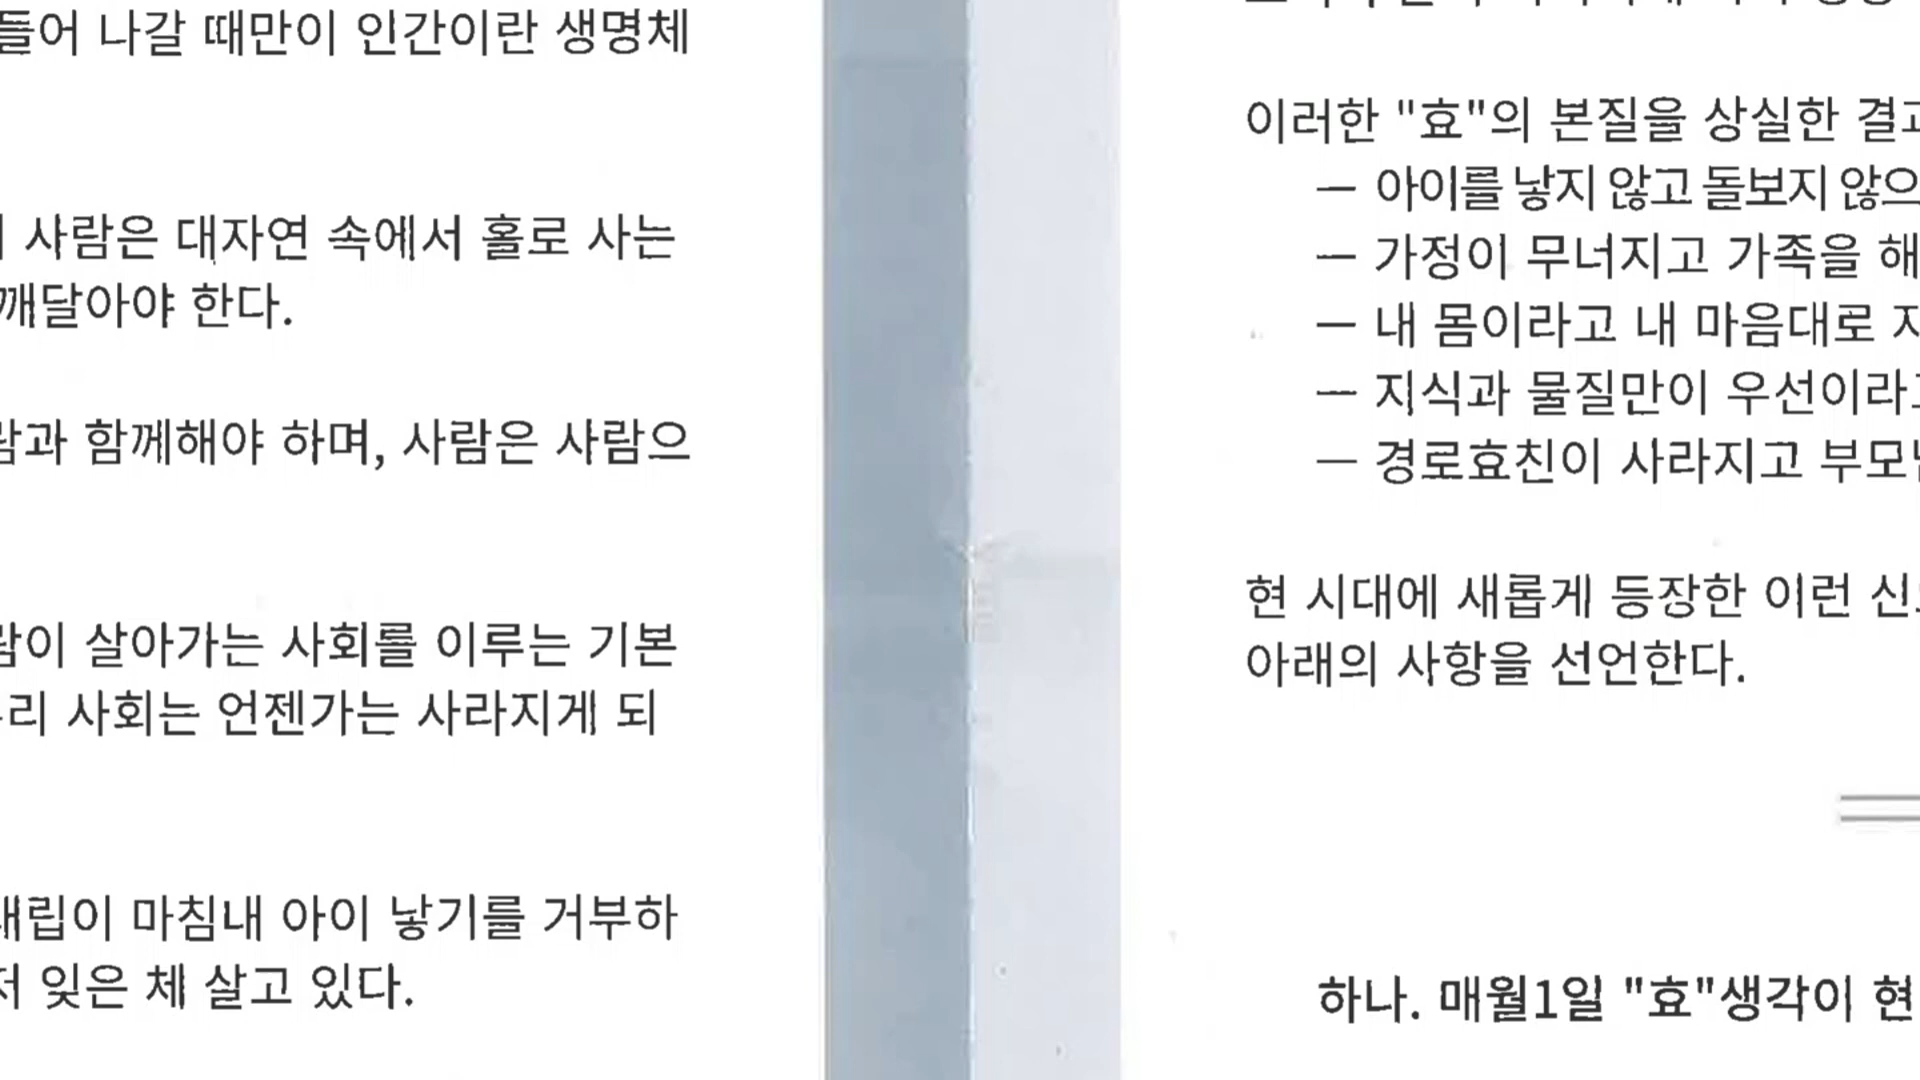 들어 나갈 때만이 인간이란 생명체
사람은 대자연 속에서 홀로 사는
깨달아야 한다.
람과 함께해야 하며, 사람은 사람으
람이 살아가는 사회를 이루는 기본
리 사회는 언젠가는 사라지게 되
대립이 마침내 아이 낳기를 거부하
잊은 체 살고 있다.
이러한 "효"의 본질을 상실한 결과
— 아이를 낳지 않고 돌보지 않으
— 가정이 무너지고 가족을 해
— 내 몸이라고 내 마음대로
— 지식과 물질만이 우선이라고
— 경로효친이 사라지고 부모님
현 시대에 새롭게 등장한 이런
아래의 사항을 선언한다.
하나. 매월1일 "효"생각이 현